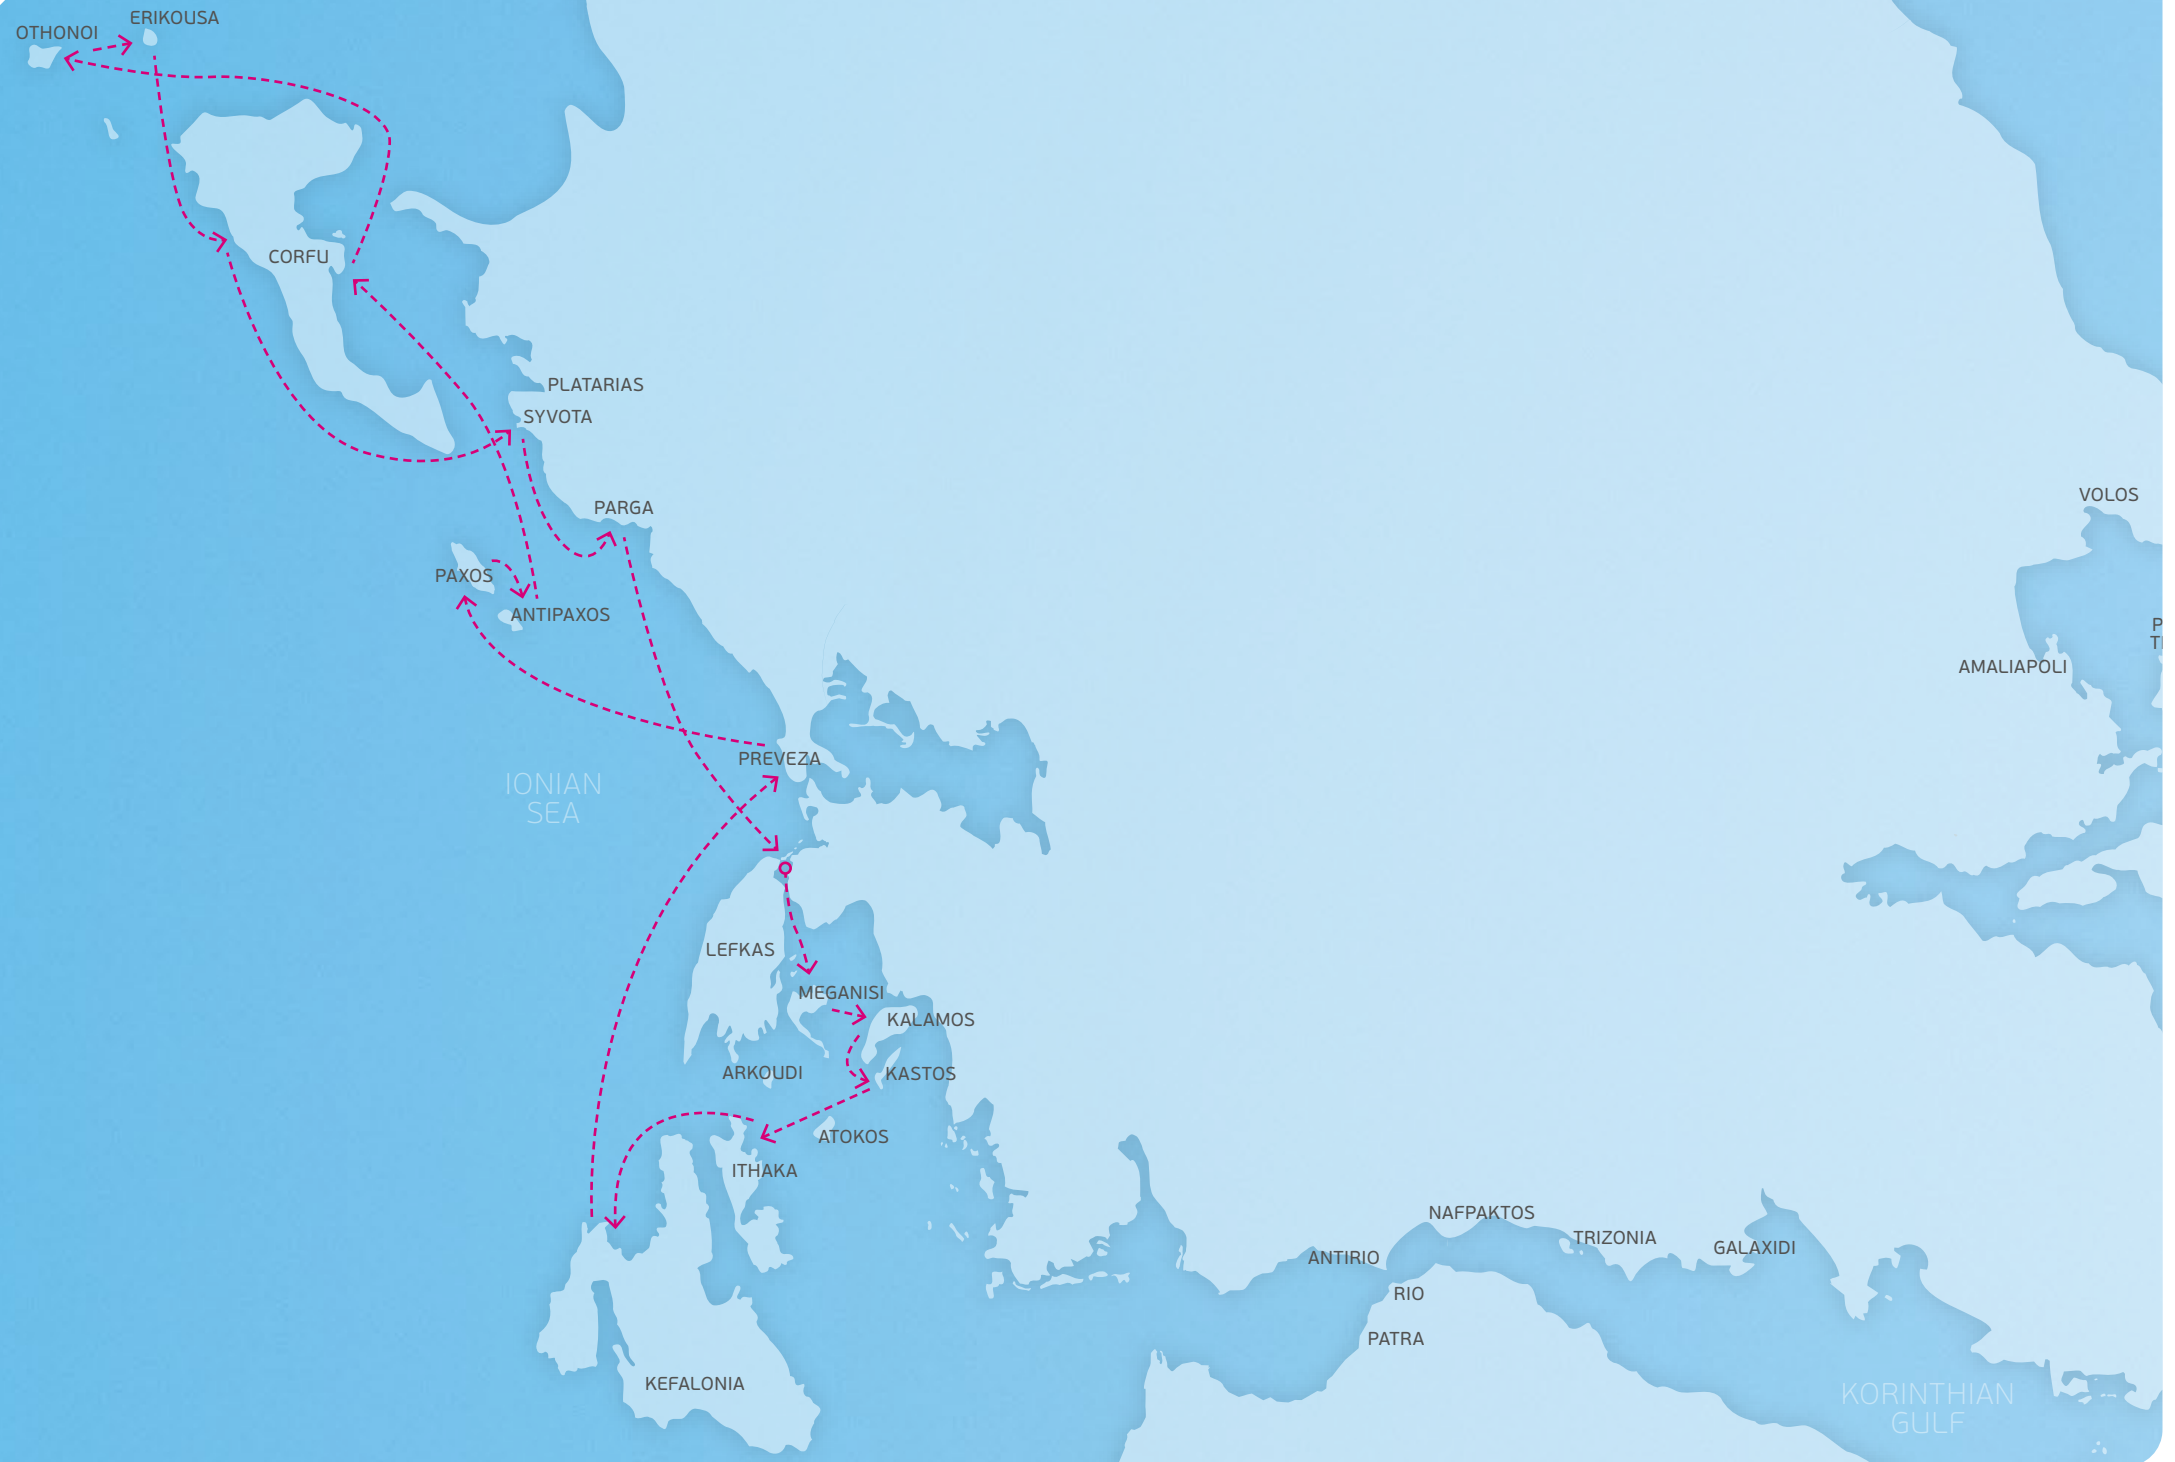 ERIKOUSA
OTHONOI
CORFU
PLATARIAS
SYVOTA
VOLOS
PARGA
PAXOS
ANTIPAXOS
P
AMALIAPOLI
PREVEZA
IONIAN
SEA
LEFKAS
MEGANISI
KALAMOS
ARKOUDI
KASTOS
ATOKOS
ITHAKA
NAFPAKTOS
TRIZONIA
GALAXIDI
ANTIRIO
RIO
PATRA
KEFALONIA
KORINTHIAN
GULF